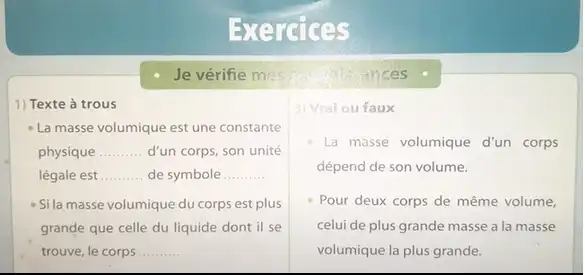 Exercices
• Je vérifie mes connaissances •
1) Texte à trous
• La masse volumique est une constante
physique .......... d'un corps, son unité
légale est .......... de symbole ..........
• Si la masse volumique du corps est plus
grande que celle du liquide dont il se
trouve, le corps ..........
3) Vrai ou faux
• La masse volumique d'un corps
dépend de son volume.
• Pour deux corps de même volume,
celui de plus grande masse a la masse
volumique la plus grande.